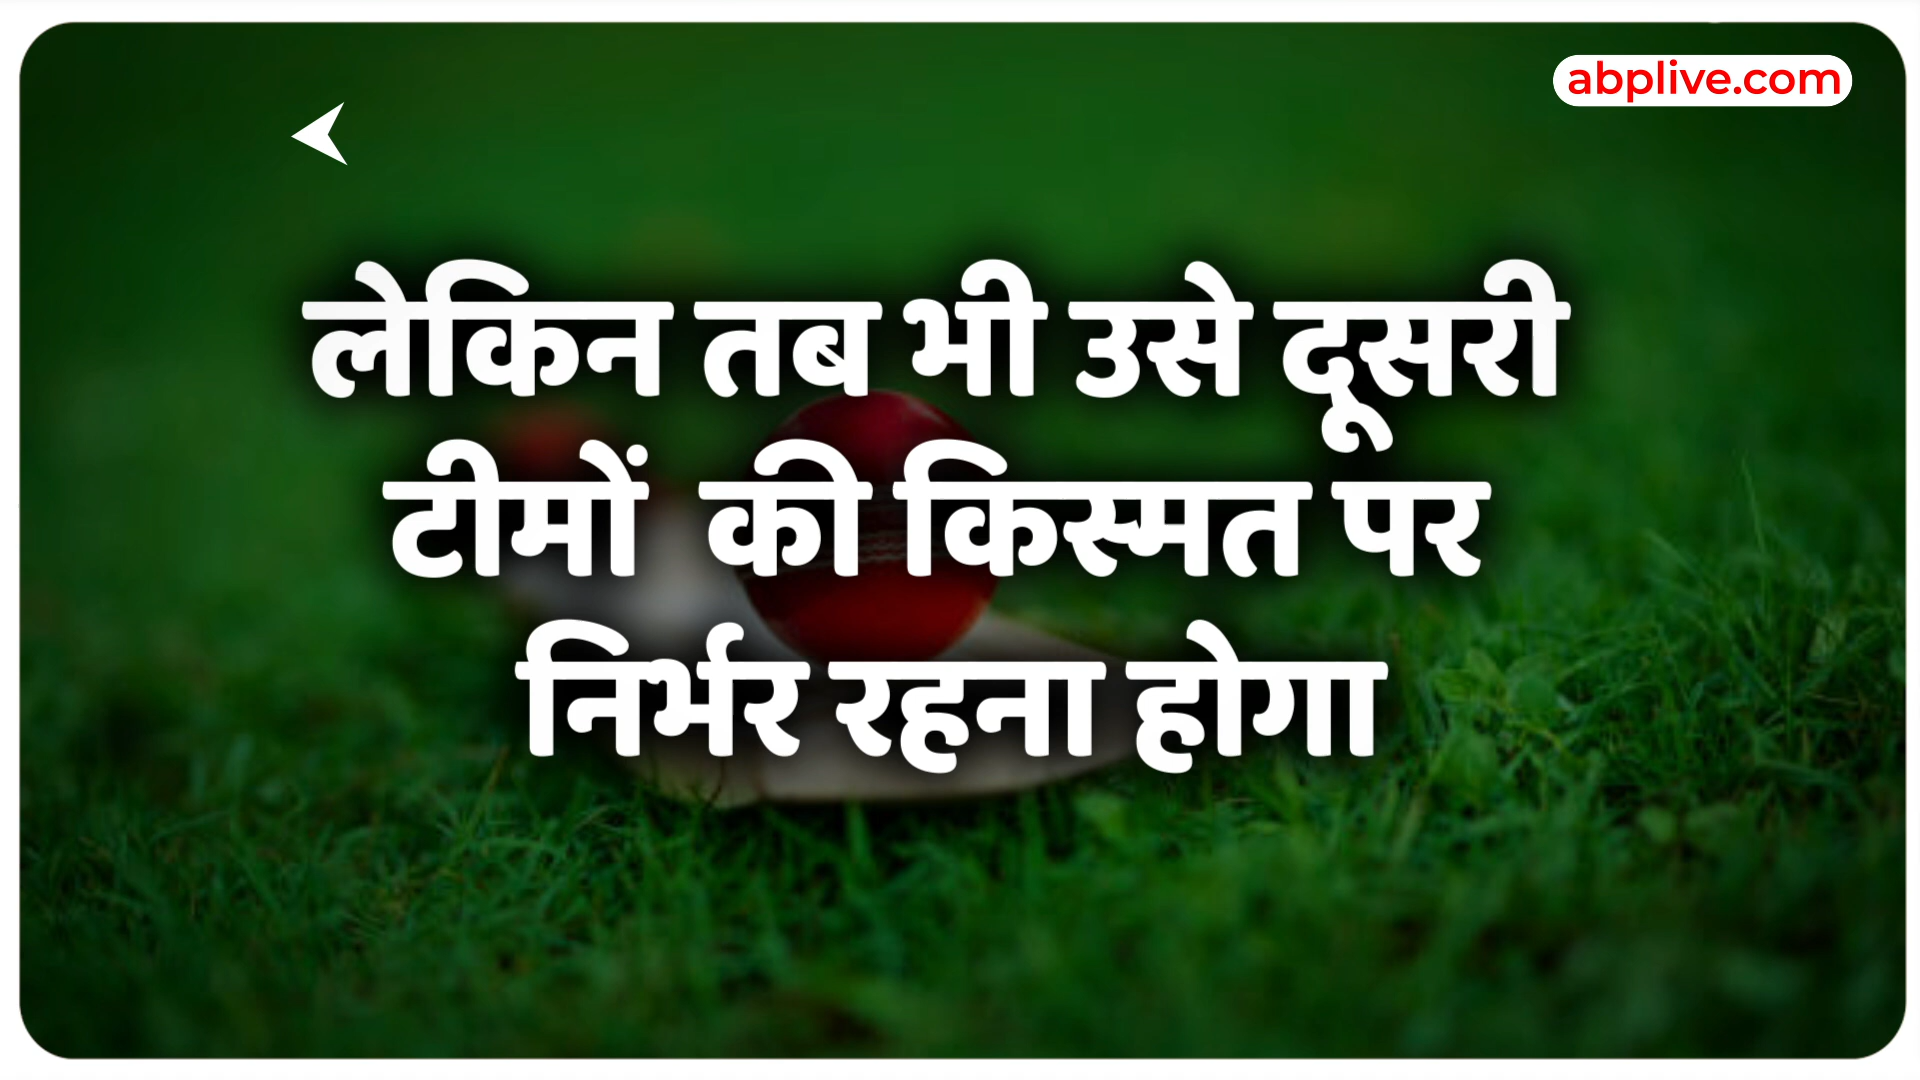 abplive.com
लेकिन तब भी उसे दूसरी
टीमों की किस्मत पर
निर्भर रहना होगा